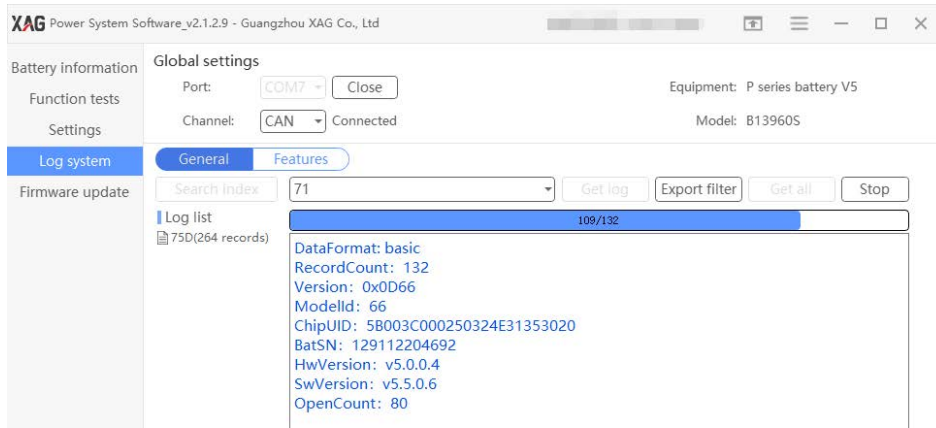 XAG Power System Software_v2.1.2.9 - Guangzhou XAG Co., Ltd
Battery information
Function tests
Settings
Log system
Firmware update
Global settings
Port: COM7 Close
Equipment: P series battery V5
Channel: CAN Connected
Model: B13960S
General Features
Search index 71 Get log Export filter Get all Stop
Log list
75D(264 records)
109/132
DataFormat: basic
RecordCount: 132
Version: 0x0D66
ModelId: 66
ChipUID: 5B003C000250324E31353020
BatSN: 129112204692
HwVersion: v5.0.0.4
SwVersion: v5.5.0.6
OpenCount: 80